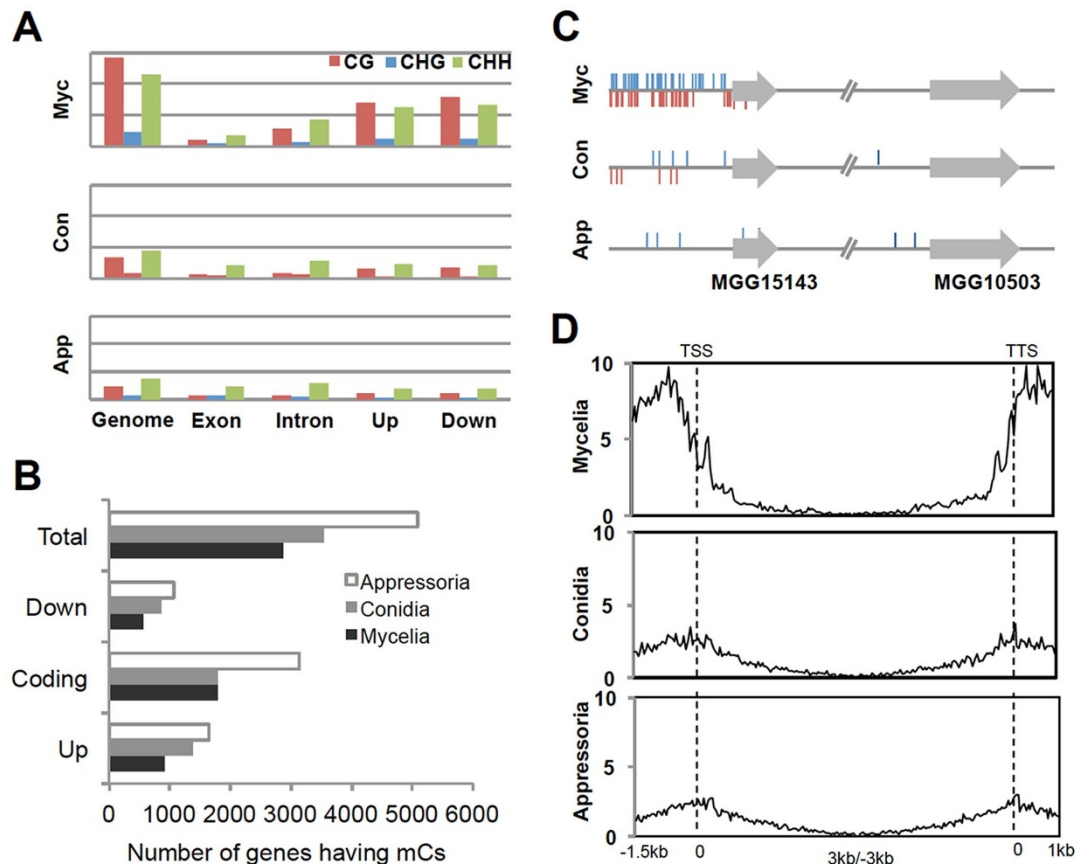 A
Myc
CG CHG CHH
Con
App
Genome Exon Intron Up Down
B
Total
Down
Coding
Up
Appressoria
Conidia
Mycelia
0 1000 2000 3000 4000 5000 6000
Number of genes having mCs
C
Myc
Con
App
MGG15143 MGG10503
D
TSS TTS
10
5
0
Mycelia
10
5
0
Conidia
10
5
0
Appressoria
-1.5kb 0 3kb/-3kb 0 1kb